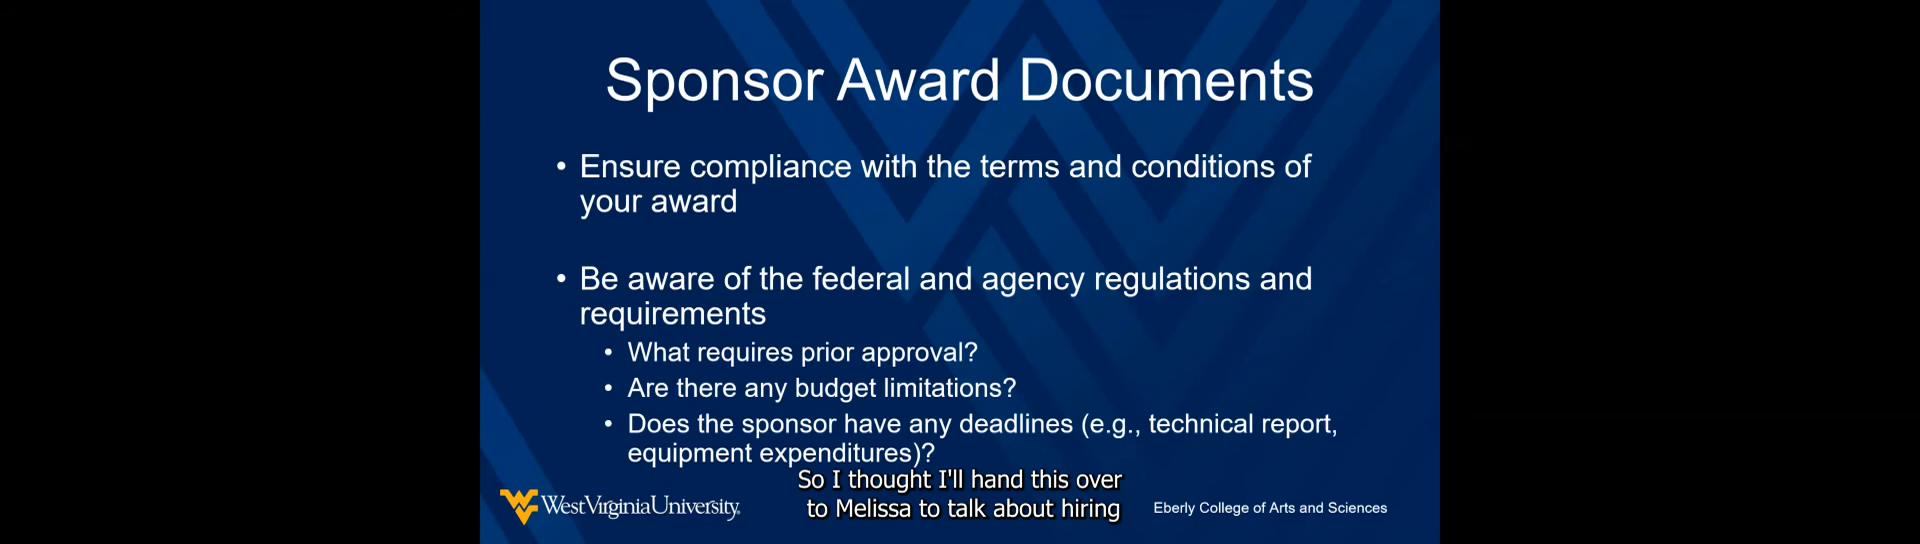 Sponsor Award Documents
• Ensure compliance with the terms and conditions of
your award
• Be aware of the federal and agency regulations and
requirements
• What requires prior approval?
• Are there any budget limitations?
• Does the sponsor have any deadlines (e.g., technical report,
equipment expenditures)?
So I thought I'll hand this over
to Melissa to talk about hiring
WestVirginiaUniversity.
Eberly College of Arts and Sciences